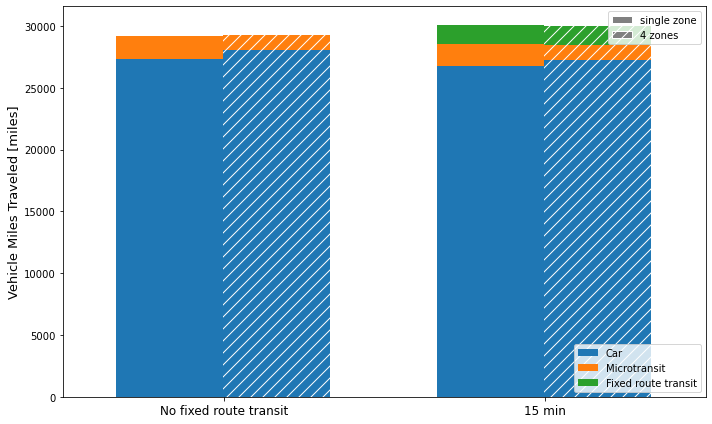 single zone
4 zones
30000
25000
20000
15000
10000
5000
0
Vehicle Miles Traveled [miles]
Car
Microtransit
Fixed route transit
No fixed route transit
15 min